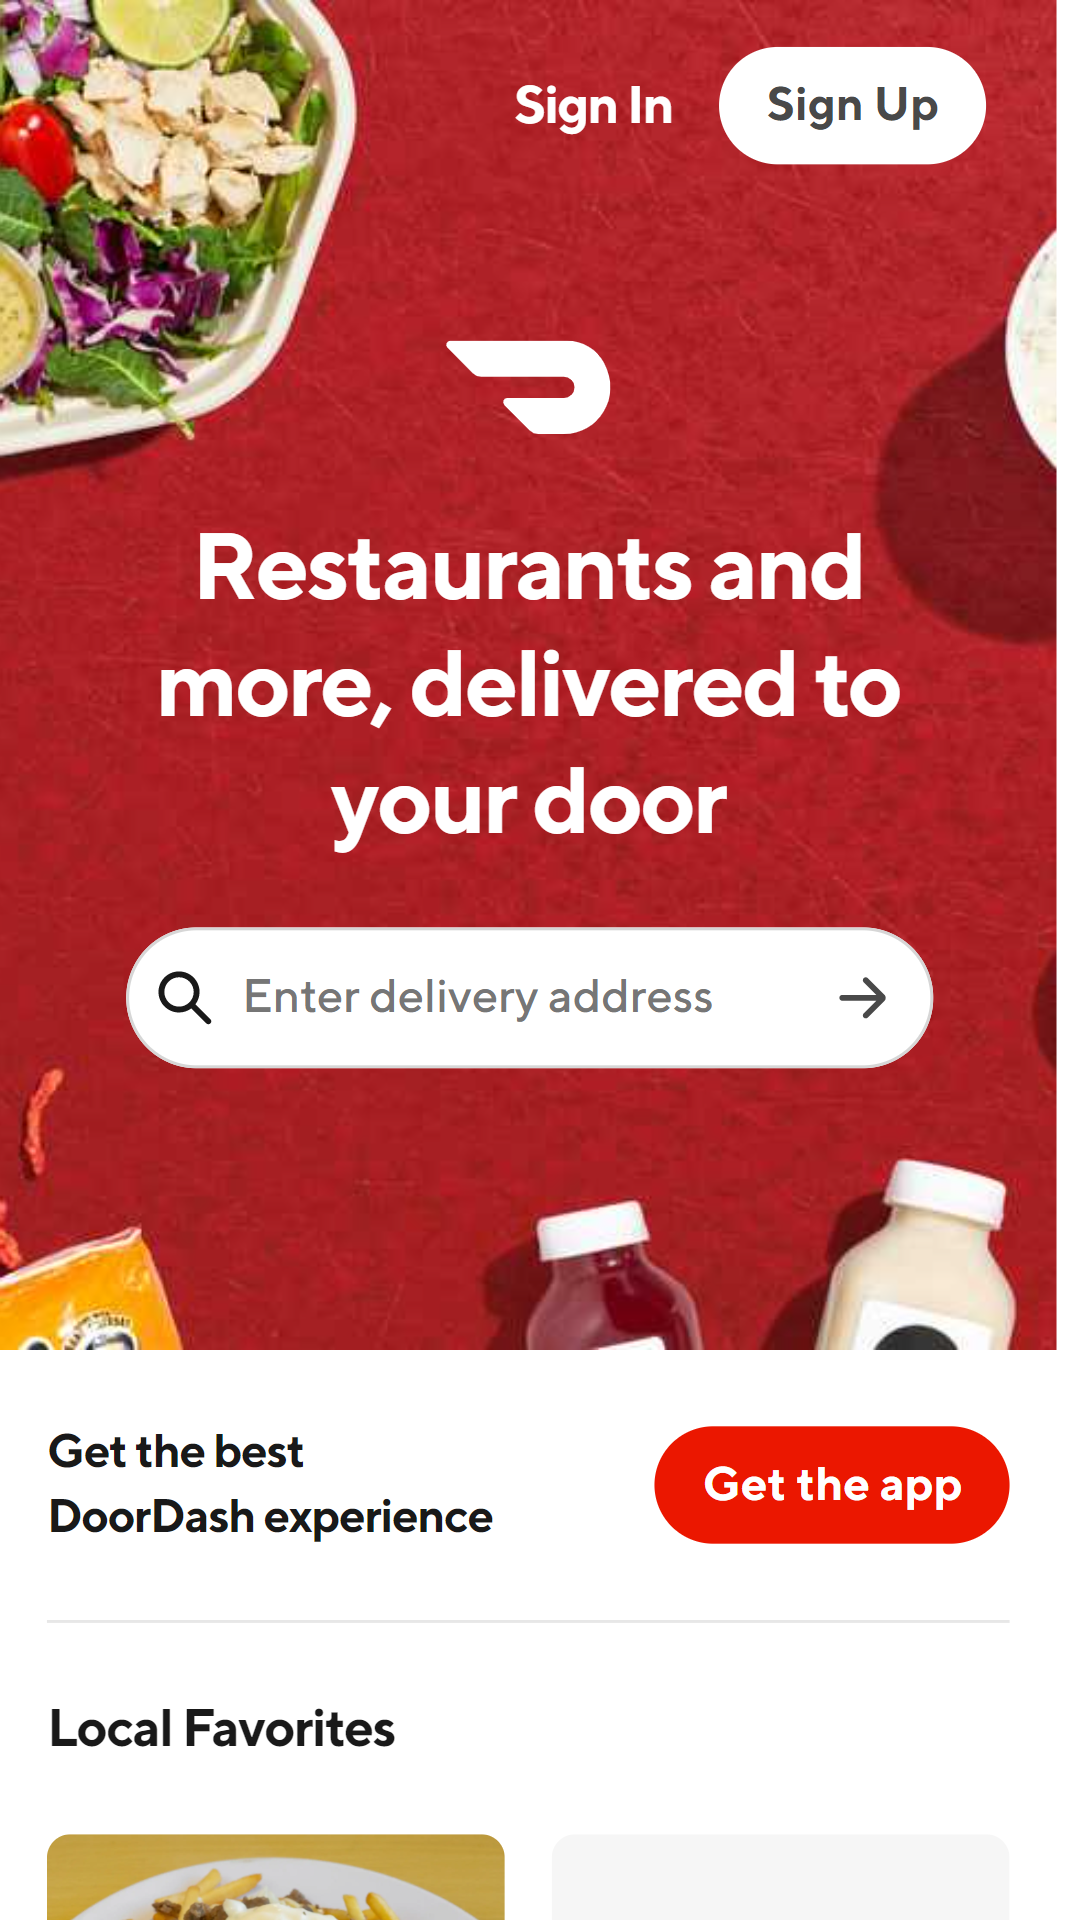 Sign In
Sign Up
Restaurants and
more, delivered to
your door
Enter delivery address
Get the best
DoorDash experience
Get the app
Local Favorites